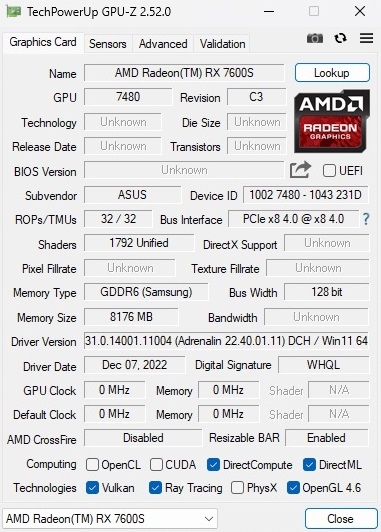 TechPowerUp GPU-Z 2.52.0
Graphics Card Sensors Advanced Validation
Name AMD Radeon(TM) RX 7600S Lookup
GPU 7480 Revision C3
AMD
RADEON
GRAPHICS
Technology Unknown Die Size Unknown
Release Date Unknown Transistors Unknown
BIOS Version Unknown UEFI
Subvendor ASUS Device ID 1002 7480 - 1043 231D
ROPs/TMUs 32 / 32 Bus Interface PCIe x8 4.0 @ x8 4.0 ?
Shaders 1792 Unified DirectX Support Unknown
Pixel Fillrate Unknown Texture Fillrate Unknown
Memory Type GDDR6 (Samsung) Bus Width 128 bit
Memory Size 8176 MB Bandwidth Unknown
Driver Version 31.0.14001.11004 (Adrenalin 22.40.01.11) DCH / Win11 64
Driver Date Dec 07, 2022 Digital Signature WHQL
GPU Clock 0 MHz Memory 0 MHz Shader N/A
Default Clock 0 MHz Memory 0 MHz Shader N/A
AMD CrossFire Disabled Resizable BAR Enabled
Computing OpenCL CUDA DirectCompute DirectML
Technologies Vulkan Ray Tracing PhysX OpenGL 4.6
AMD Radeon(TM) RX 7600S Close